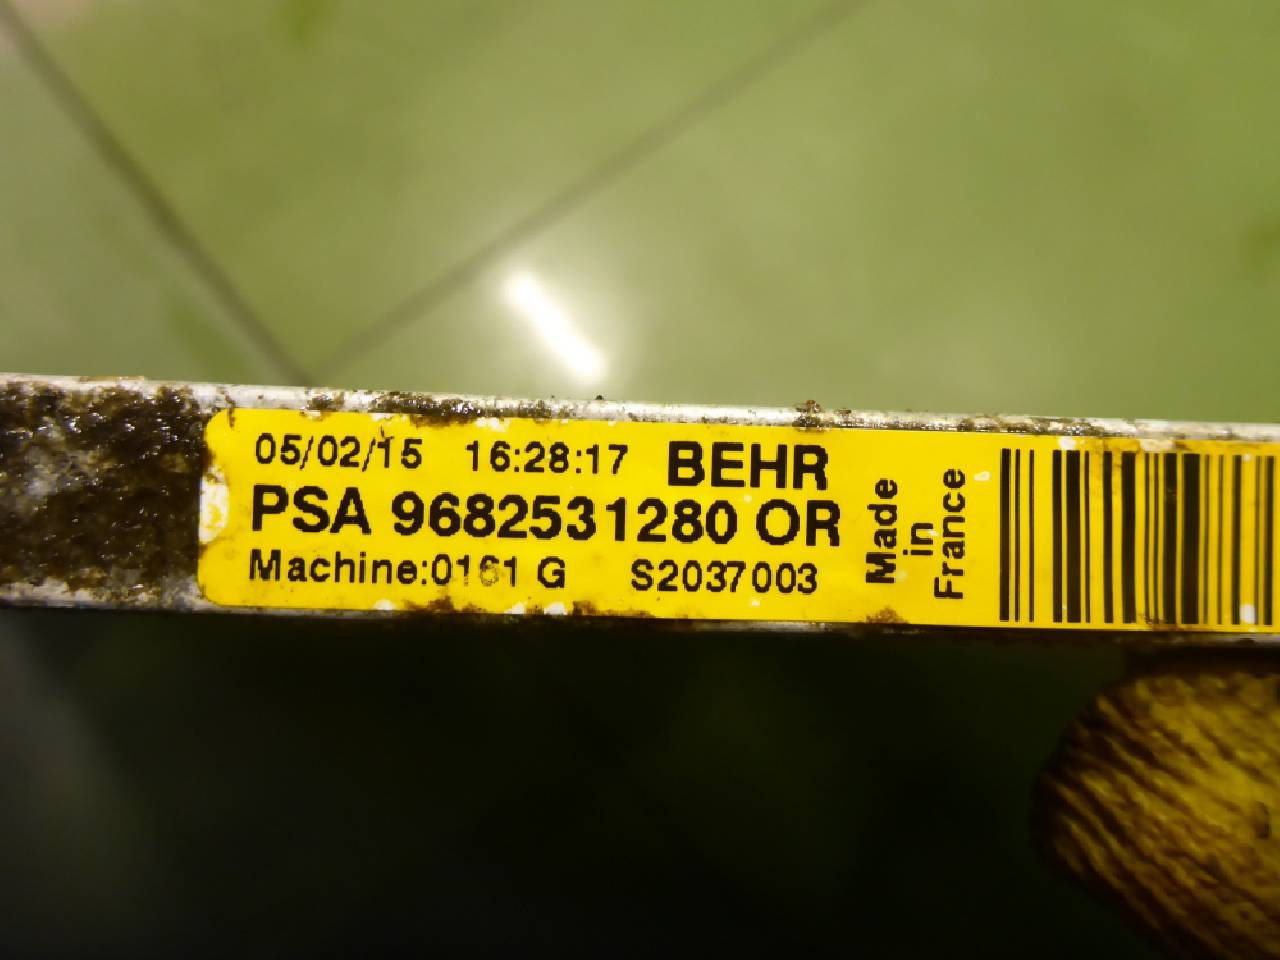 05/02/15 16:28:17 BEHR
PSA 9682531280 OR
Machine:0161 G S2037003
Made
in
France